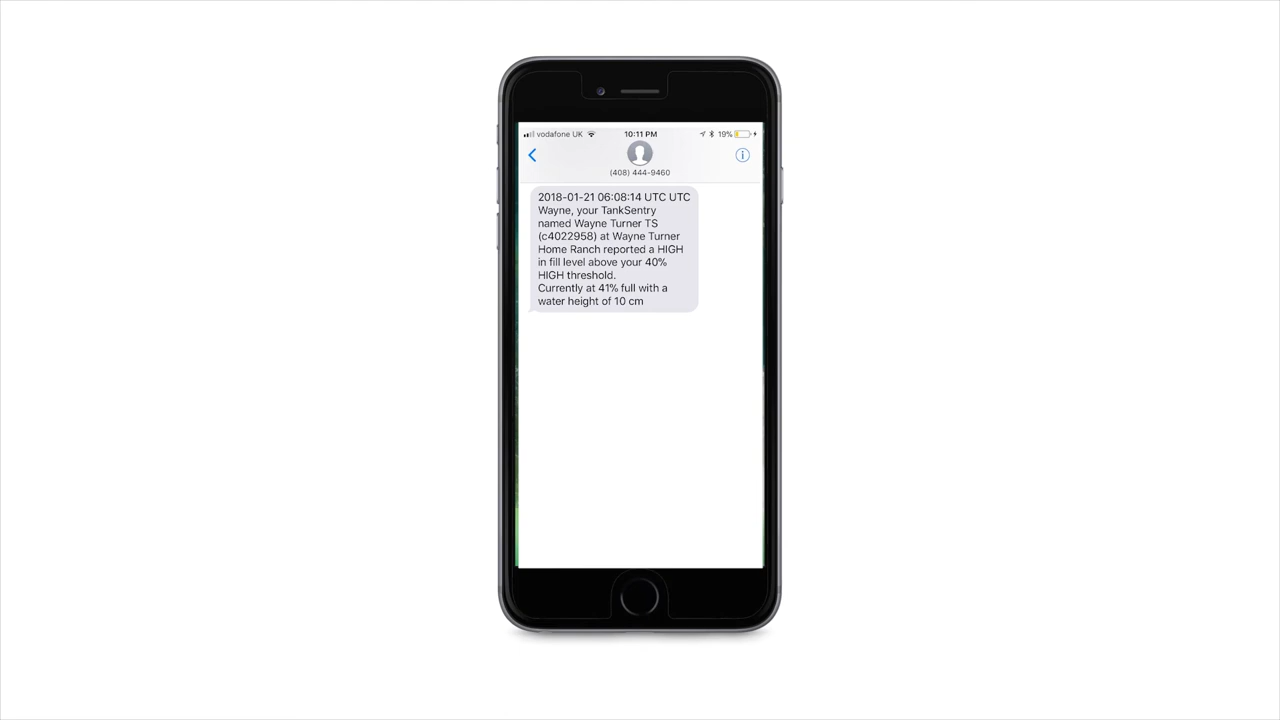 vodafone UK 10:11 PM 19%
(408) 444-9460
2018-01-21 06:08:14 UTC UTC
Wayne, your TankSentry
named Wayne Turner TS
(c4022958) at Wayne Turner
Home Ranch reported a HIGH
in fill level above your 40%
HIGH threshold.
Currently at 41% full with a
water height of 10 cm